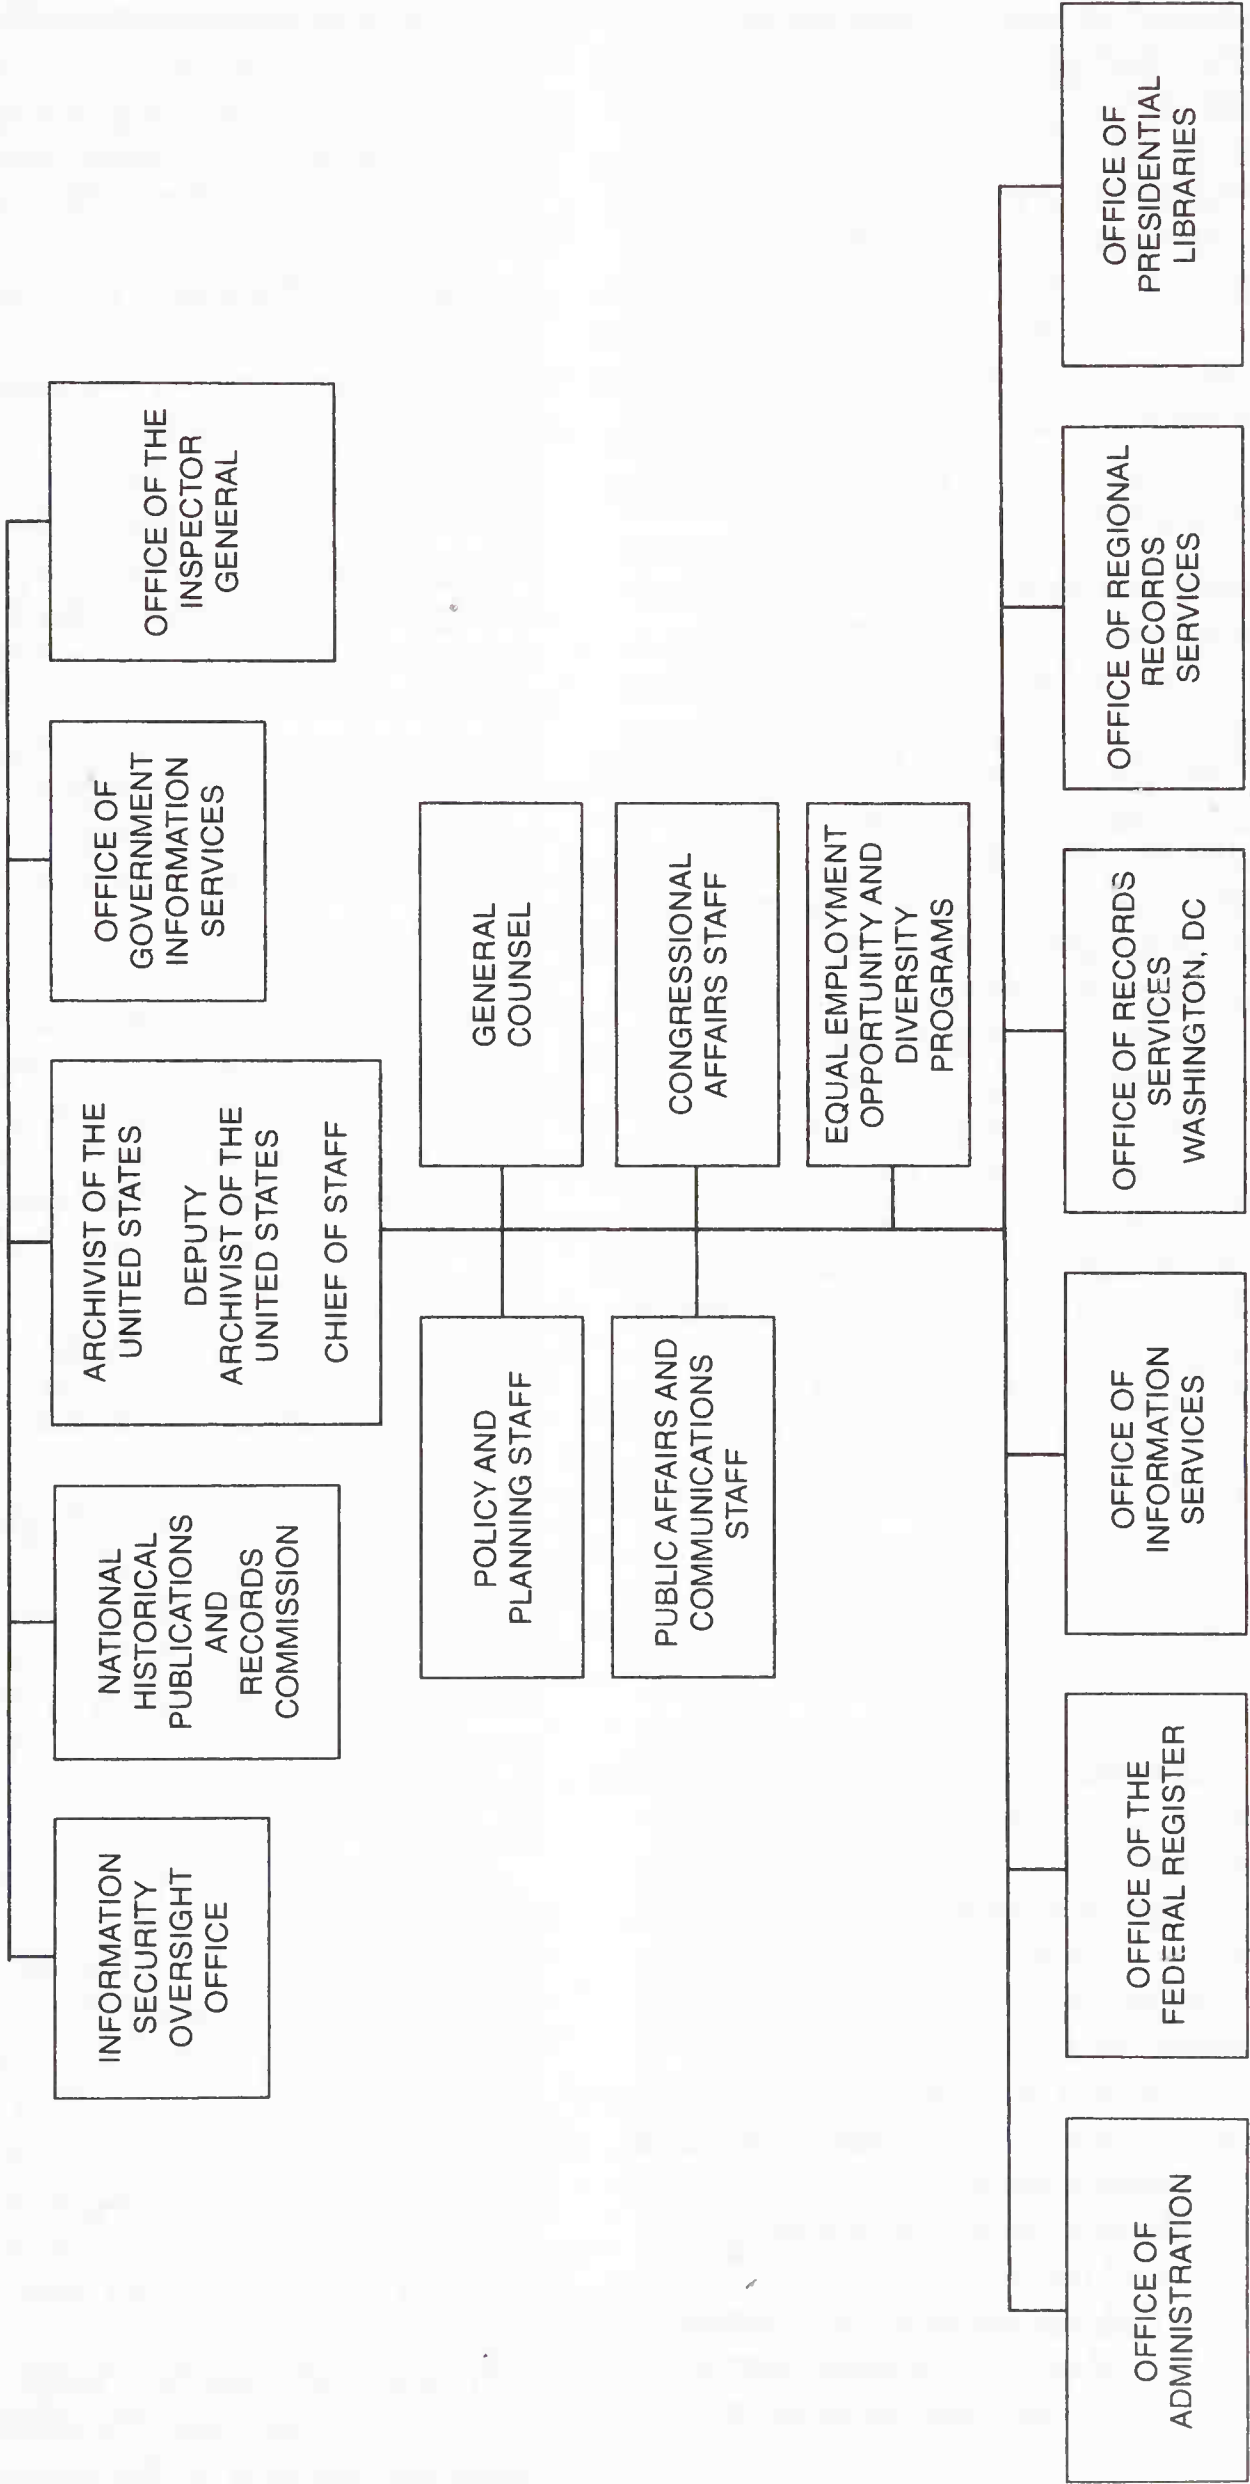 INFORMATION
SECURITY
OVERSIGHT
OFFICE
NATIONAL
HISTORICAL
PUBLICATIONS
AND
RECORDS
COMMISSION
ARCHIVIST OF THE
UNITED STATES
DEPUTY
ARCHIVIST OF THE
UNITED STATES
CHIEF OF STAFF
OFFICE OF
GOVERNMENT
INFORMATION
SERVICES
OFFICE OF THE
INSPECTOR
GENERAL
POLICY AND
PLANNING STAFF
GENERAL
COUNSEL
PUBLIC AFFAIRS AND
COMMUNICATIONS
STAFF
CONGRESSIONAL
AFFAIRS STAFF
EQUAL EMPLOYMENT
OPPORTUNITY AND
DIVERSITY
PROGRAMS
OFFICE OF
ADMINISTRATION
OFFICE OF THE
FEDERAL REGISTER
OFFICE OF
INFORMATION
SERVICES
OFFICE OF RECORDS
SERVICES
WASHINGTON, DC
OFFICE OF REGIONAL
RECORDS
SERVICES
OFFICE OF
PRESIDENTIAL
LIBRARIES